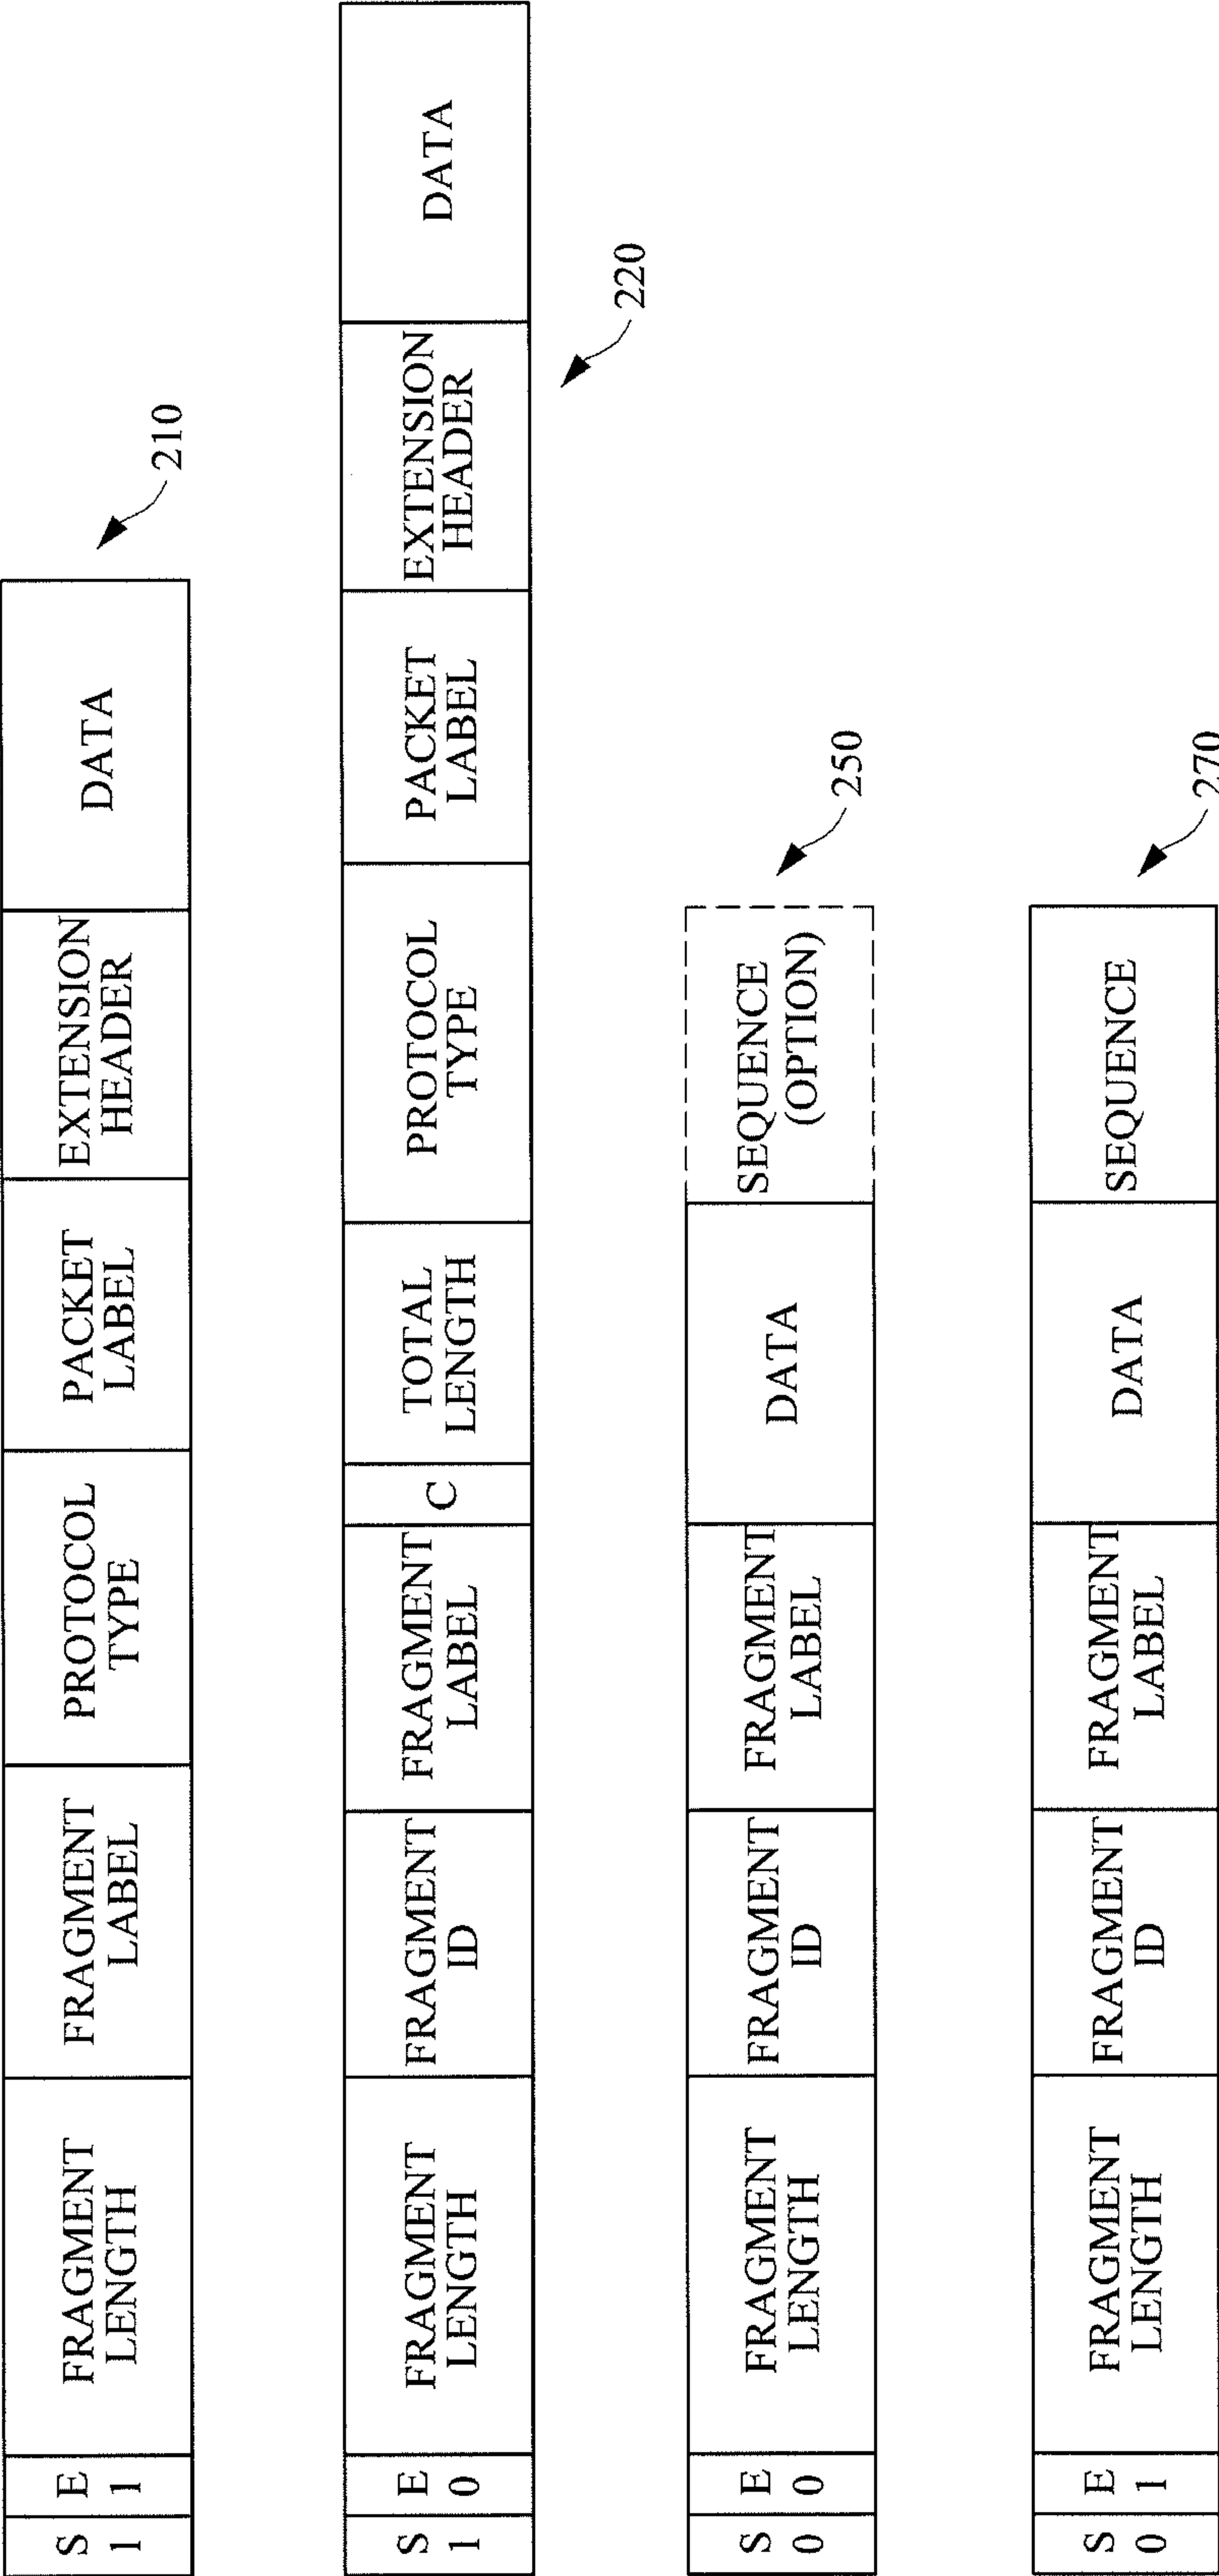 S
1
E
1
FRAGMENT
LENGTH
FRAGMENT
LABEL
PROTOCOL
TYPE
PACKET
LABEL
EXTENSION
HEADER
DATA
210
S
1
E
0
FRAGMENT
LENGTH
FRAGMENT
ID
FRAGMENT
LABEL
C
TOTAL
LENGTH
PROTOCOL
TYPE
PACKET
LABEL
EXTENSION
HEADER
DATA
220
S
0
E
0
FRAGMENT
LENGTH
FRAGMENT
ID
FRAGMENT
LABEL
DATA
SEQUENCE
(OPTION)
250
S
0
E
1
FRAGMENT
LENGTH
FRAGMENT
ID
FRAGMENT
LABEL
DATA
SEQUENCE
270